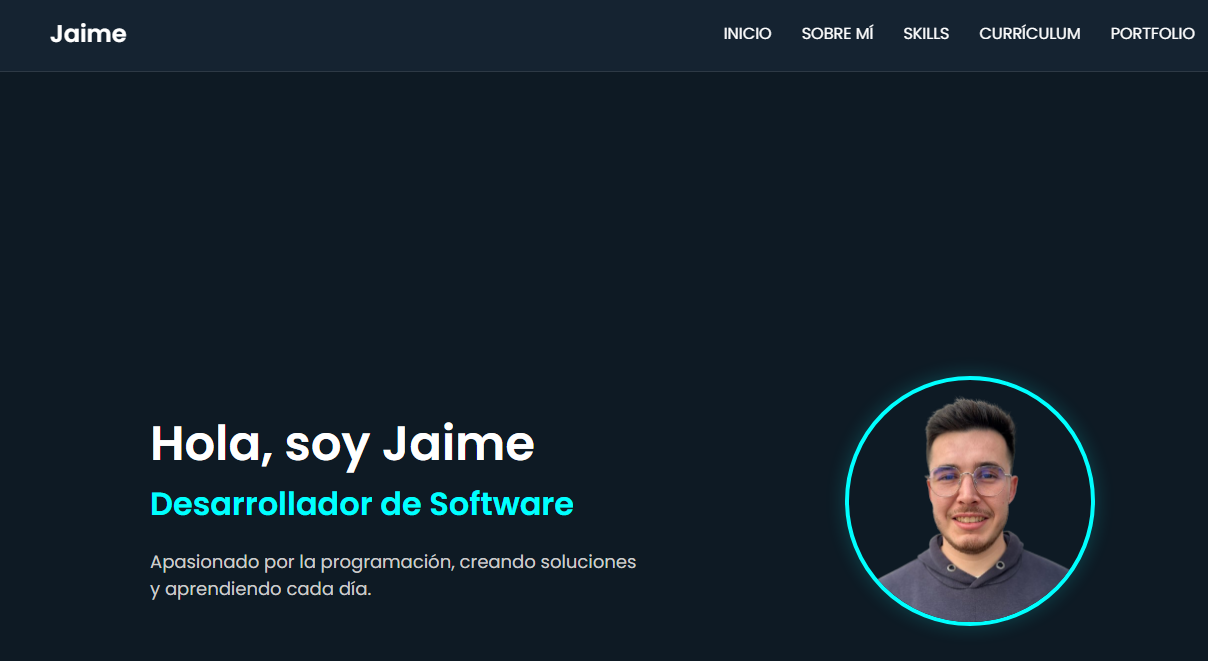 Jaime
INICIO SOBRE MÍ SKILLS CURRÍCULUM PORTFOLIO
Hola, soy Jaime
Desarrollador de Software
Apasionado por la programación, creando soluciones
y aprendiendo cada día.